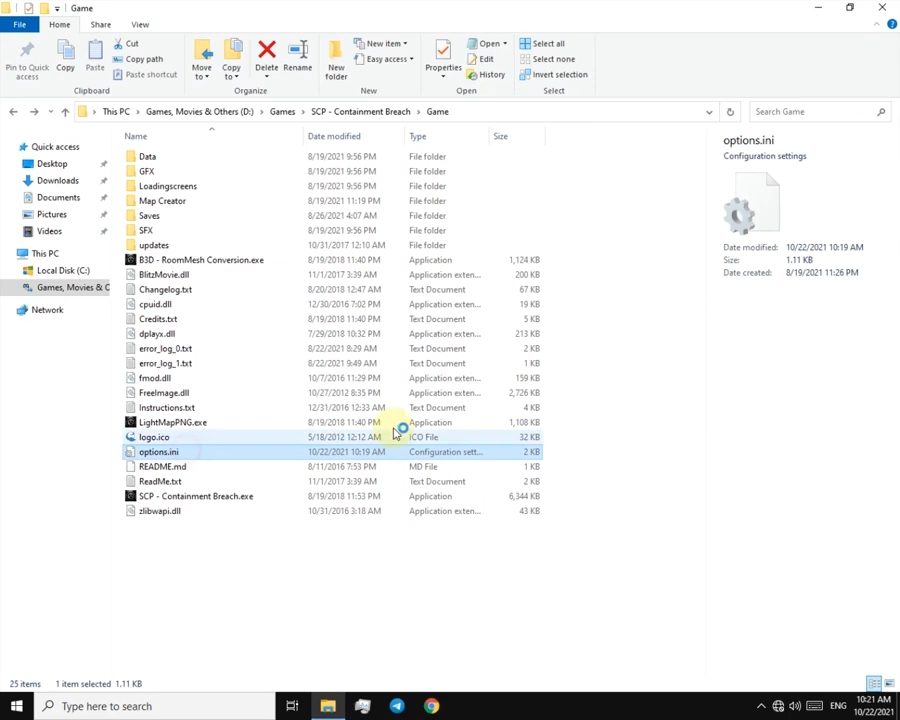 Game
File Home Share View
Pin to Quick access
Copy
Paste
Cut
Copy path
Paste shortcut
Clipboard
Move to
Copy to
Delete
Rename
Organize
New folder
New item
Easy access
New
Properties
Open
Edit
History
Open
Select all
Select none
Invert selection
Select
This PC Games, Movies & Others (D:) Games SCP - Containment Breach Game
Search Game
Quick access
Desktop
Downloads
Documents
Pictures
Videos
This PC
Local Disk (C:)
Games, Movies & O
Network
Name Date modified Type Size
Data 8/19/2021 9:56 PM File folder
GFX 8/19/2021 9:56 PM File folder
Loadingscreens 8/19/2021 9:56 PM File folder
Map Creator 8/19/2021 11:19 PM File folder
Saves 8/26/2021 4:07 AM File folder
SFX 8/19/2021 9:56 PM File folder
updates 10/31/2017 12:10 AM File folder
B3D - RoomMesh Conversion.exe 8/19/2018 11:40 PM Application 1,124 KB
BlitzMovie.dll 11/1/2017 3:39 AM Application exten... 200 KB
Changelog.txt 8/20/2018 12:47 AM Text Document 67 KB
cpuid.dll 12/30/2016 7:02 PM Application exten... 19 KB
Credits.txt 8/19/2018 11:40 PM Text Document 5 KB
dplayx.dll 7/29/2018 10:32 PM Application exten... 213 KB
error_log_0.txt 8/22/2021 8:29 AM Text Document 2 KB
error_log_1.txt 8/22/2021 9:49 AM Text Document 1 KB
fmod.dll 10/7/2016 11:29 PM Application exten... 159 KB
FreeImage.dll 10/27/2012 8:35 PM Application exten... 2,726 KB
Instructions.txt 12/31/2016 12:33 AM Text Document 4 KB
LightMapPNG.exe 8/19/2018 11:40 PM Application 1,108 KB
logo.ico 5/18/2012 12:12 AM ICO File 32 KB
options.ini 10/22/2021 10:19 AM Configuration sett... 2 KB
README.md 8/11/2016 7:53 PM MD File 1 KB
ReadMe.txt 11/1/2017 3:39 AM Text Document 2 KB
SCP - Containment Breach.exe 8/19/2018 11:53 PM Application 6,344 KB
zlibwapi.dll 10/31/2016 3:18 AM Application exten... 43 KB
options.ini
Configuration settings
Date modified: 10/22/2021 10:19 AM
Size: 1.11 KB
Date created: 8/19/2021 11:26 PM
25 items 1 item selected 1.11 KB
Type here to search
ENG
10:21 AM
10/22/2021